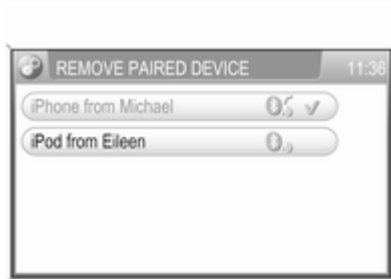 REMOVE PAIRED DEVICE 11:36
iPhone from Michael
iPod from Eileen